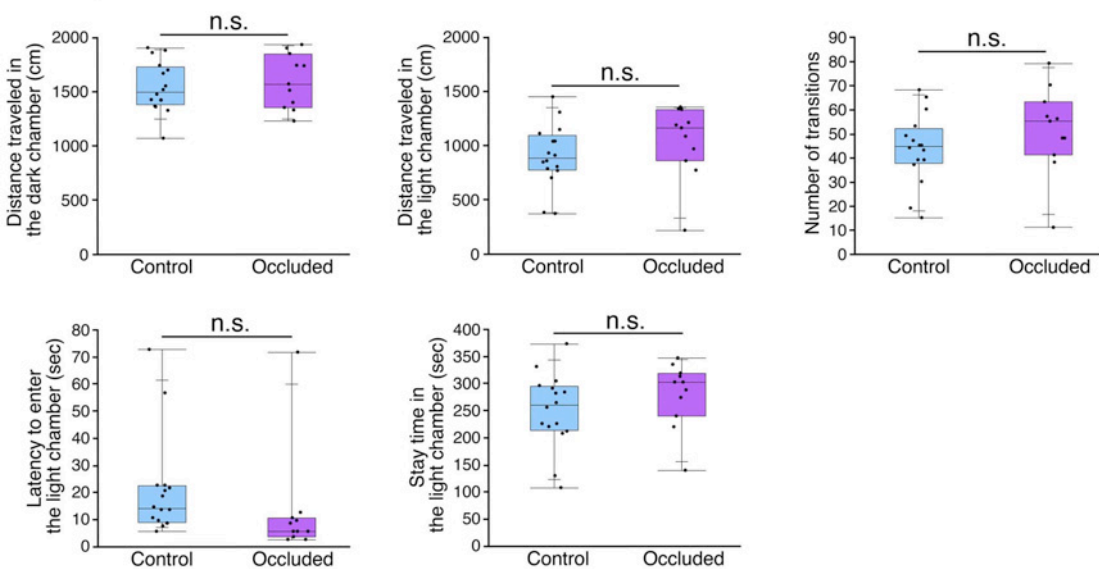 n.s.
Distance traveled in
the dark chamber (cm)
2000
1500
1000
500
0
Control Occluded
n.s.
Distance traveled in
the light chamber (cm)
2000
1500
1000
500
0
Control Occluded
n.s.
Number of transitions
90
80
70
60
50
40
30
20
10
0
Control Occluded
n.s.
Latency to enter
the light chamber (sec)
80
70
60
50
40
30
20
10
0
Control Occluded
n.s.
Stay time in
the light chamber (sec)
400
350
300
250
200
150
100
50
0
Control Occluded